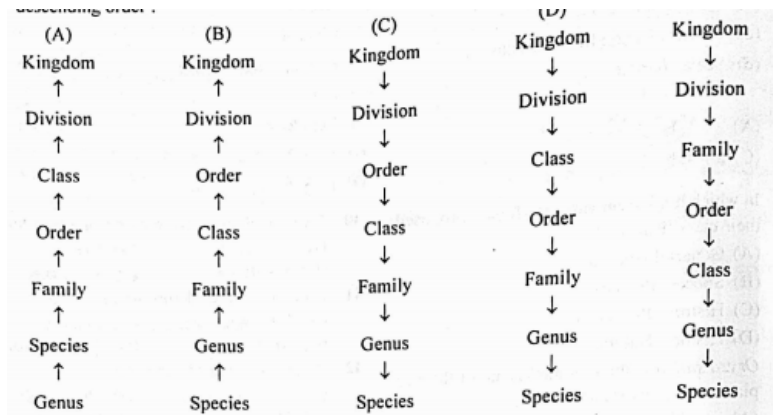 descending order :
(A)
Kingdom
↑
Division
↑
Class
↑
Order
↑
Family
↑
Species
↑
Genus
(B)
Kingdom
↑
Division
↑
Order
↑
Class
↑
Family
↑
Genus
↑
Species
(C)
Kingdom
↓
Division
↓
Order
↓
Class
↓
Family
↓
Genus
↓
Species
(D)
Kingdom
↓
Division
↓
Class
↓
Order
↓
Family
↓
Genus
↓
Species
Kingdom
↓
Division
↓
Family
↓
Order
↓
Class
↓
Genus
↓
Species